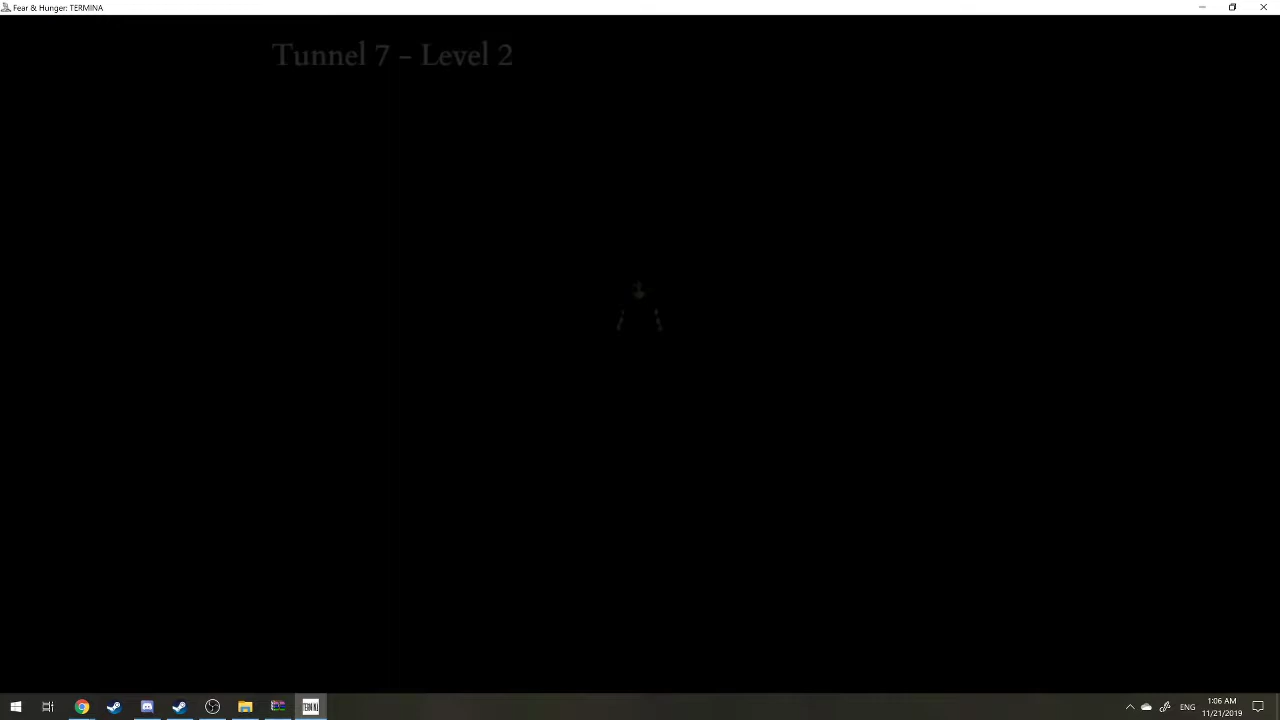 Fear & Hunger: TERMINA
Tunnel 7 - Level 2
ENG
1:06 AM
11/21/2019